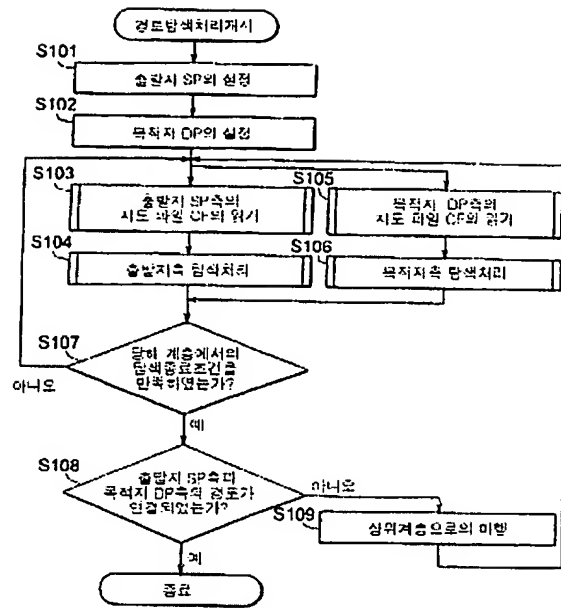 경로탐색처리개시
S101
출발지 SP의 설정
S102
목적지 DP의 설정
S103
출발지 SP측의
지도 파일 CF의 읽기
S105
목적지 DP측의
지도 파일 CF의 읽기
S104
출발지측 탐색처리
S106
목적지측 탐색처리
S107
당해 계층에서의
탐색종료조건을
만족하였는가?
아니오
예
S108
출발지 SP측과
목적지 DP측의 경로가
연결되었는가?
아니오
S109
상위계층으로의 이행
예
종료